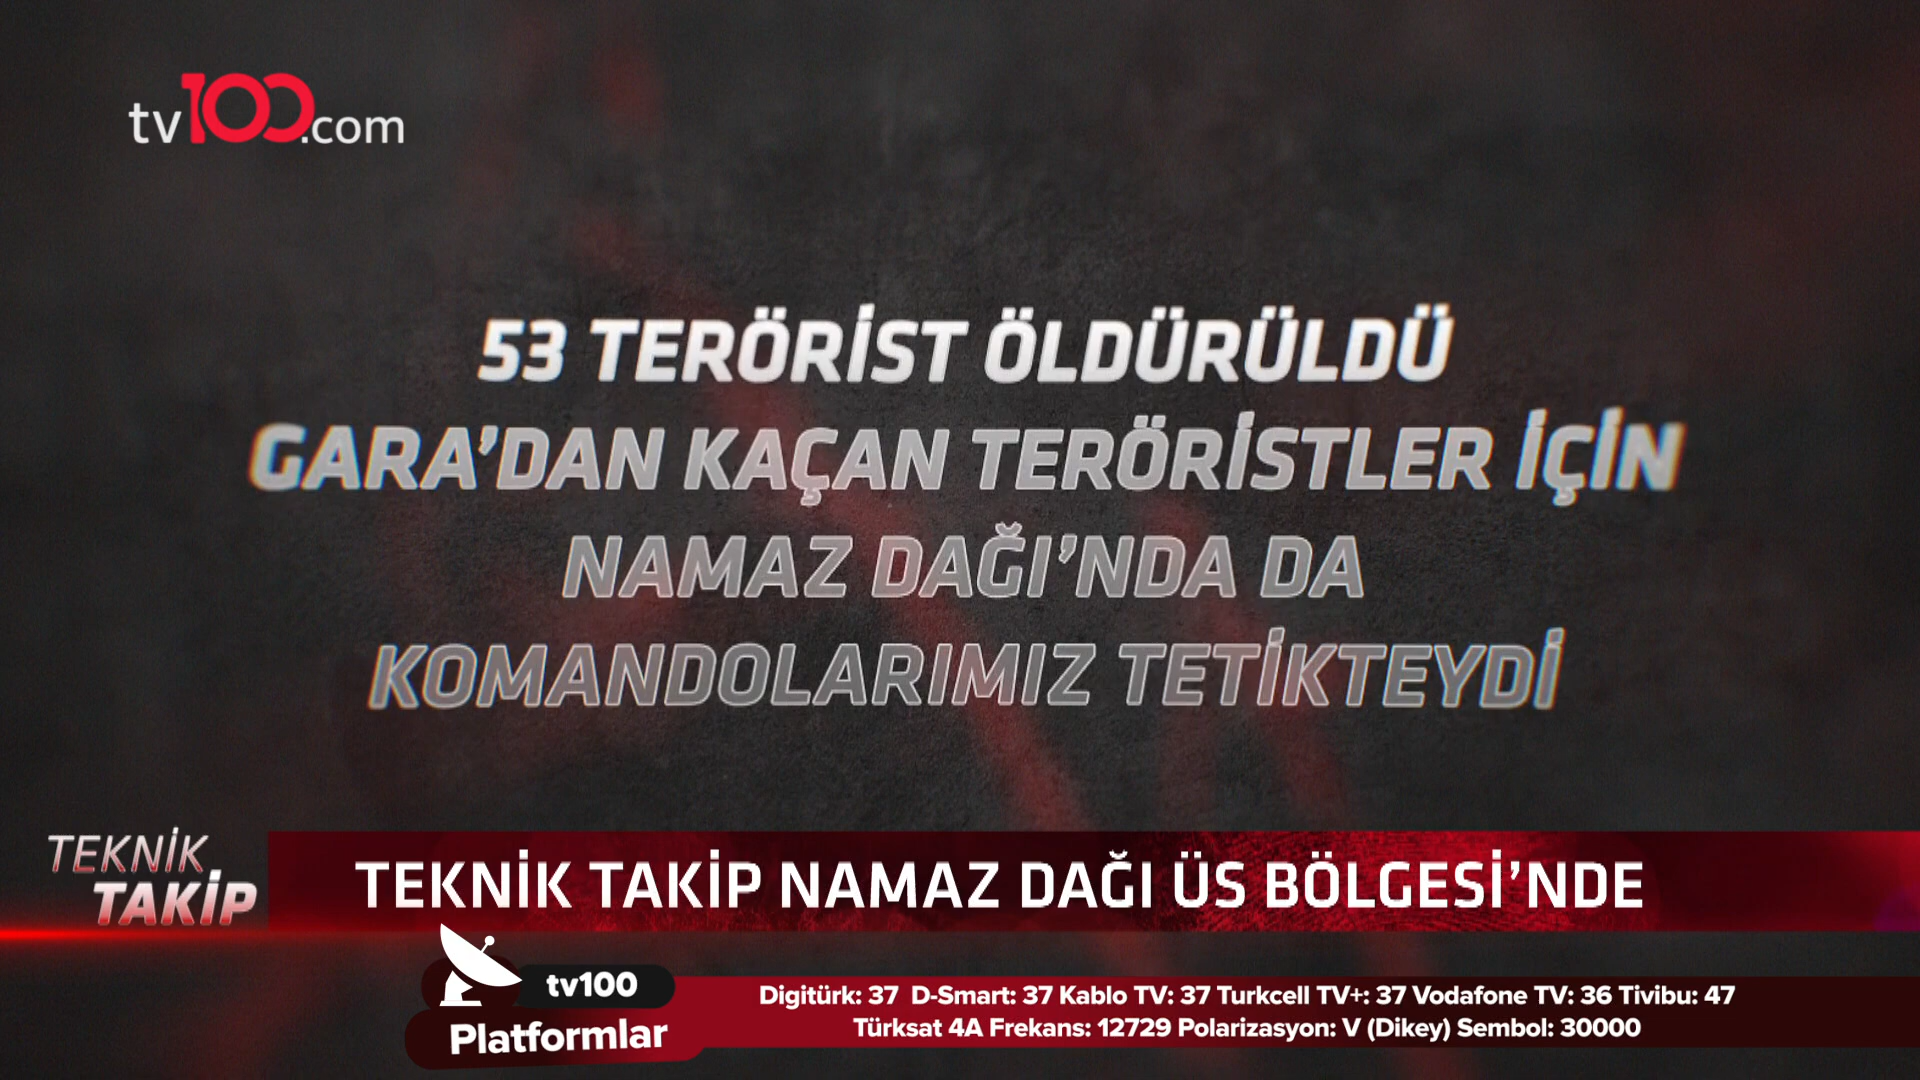 tv100.com
53 TERÖRİST ÖLDÜRÜLDÜ
GARA’DAN KAÇAN TERÖRİSTLER İÇİN
NAMAZ DAĞI’NDA DA
KOMANDOLARIMIZ TETİKTEYDİ
TEKNİK
TAKİP
TEKNİK TAKİP NAMAZ DAĞI ÜS BÖLGESİ’NDE
tv100
Platformlar
Digitürk: 37 D-Smart: 37 Kablo TV: 37 Turkcell TV+: 37 Vodafone TV: 36 Tivibu: 47
Türksat 4A Frekans: 12729 Polarizasyon: V (Dikey) Sembol: 30000